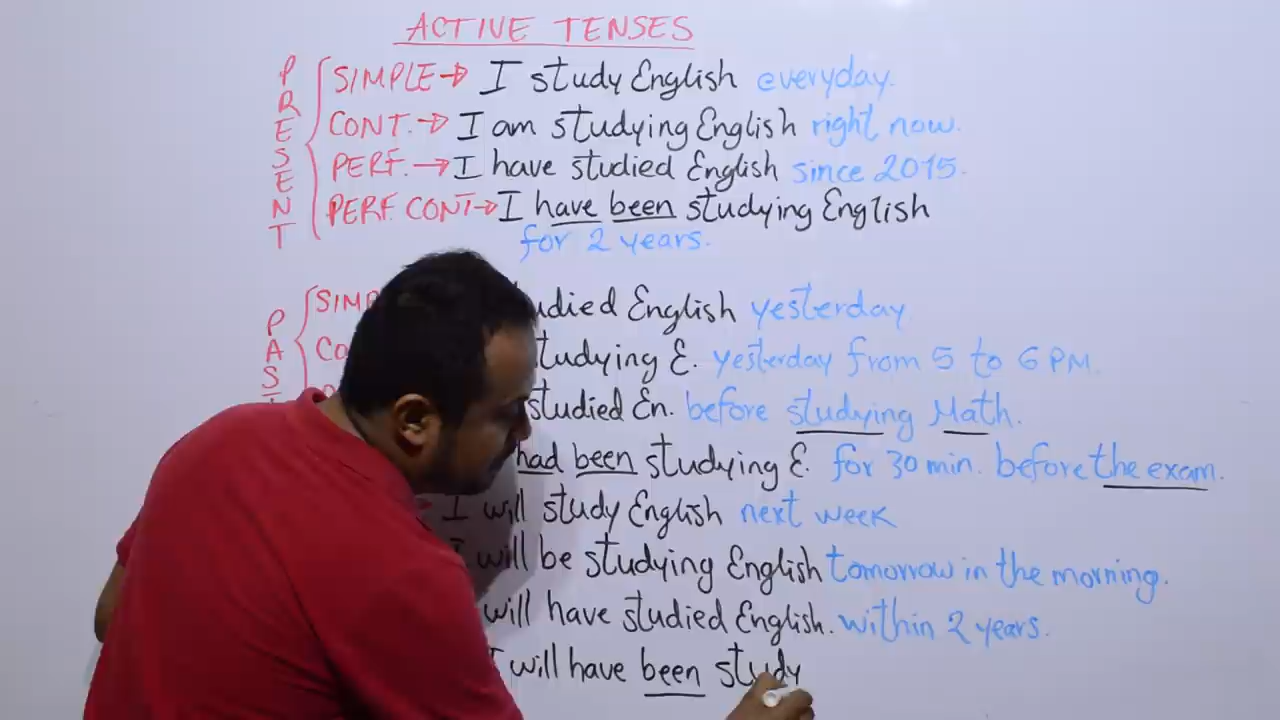 ACTIVE TENSES
PRESENT
SIMPLE → I study English everyday.
CONT. → I am studying English right now.
PERF. → I have studied English since 2015.
PERF. CONT → I have been studying English
for 2 years.
PAST
SIMP
udied English yesterday.
Co
tudying E. yesterday from 5 to 6 PM.
studied En. before studying Math.
had been studying E. for 30 min. before the exam.
I will study English next week
I will be studying English tomorrow in the morning.
will have studied English. within 2 years.
I will have been study